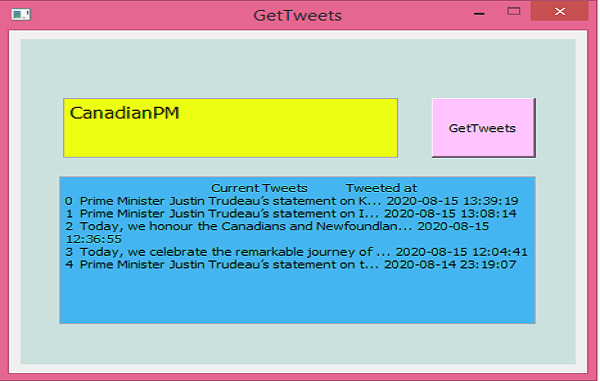 GetTweets
CanadianPM
GetTweets
Current Tweets Tweeted at
0 Prime Minister Justin Trudeau's statement on K... 2020-08-15 13:39:19
1 Prime Minister Justin Trudeau's statement on I... 2020-08-15 13:08:14
2 Today, we honour the Canadians and Newfoundlan... 2020-08-15
12:36:55
3 Today, we celebrate the remarkable journey of ... 2020-08-15 12:04:41
4 Prime Minister Justin Trudeau's statement on t... 2020-08-14 23:19:07